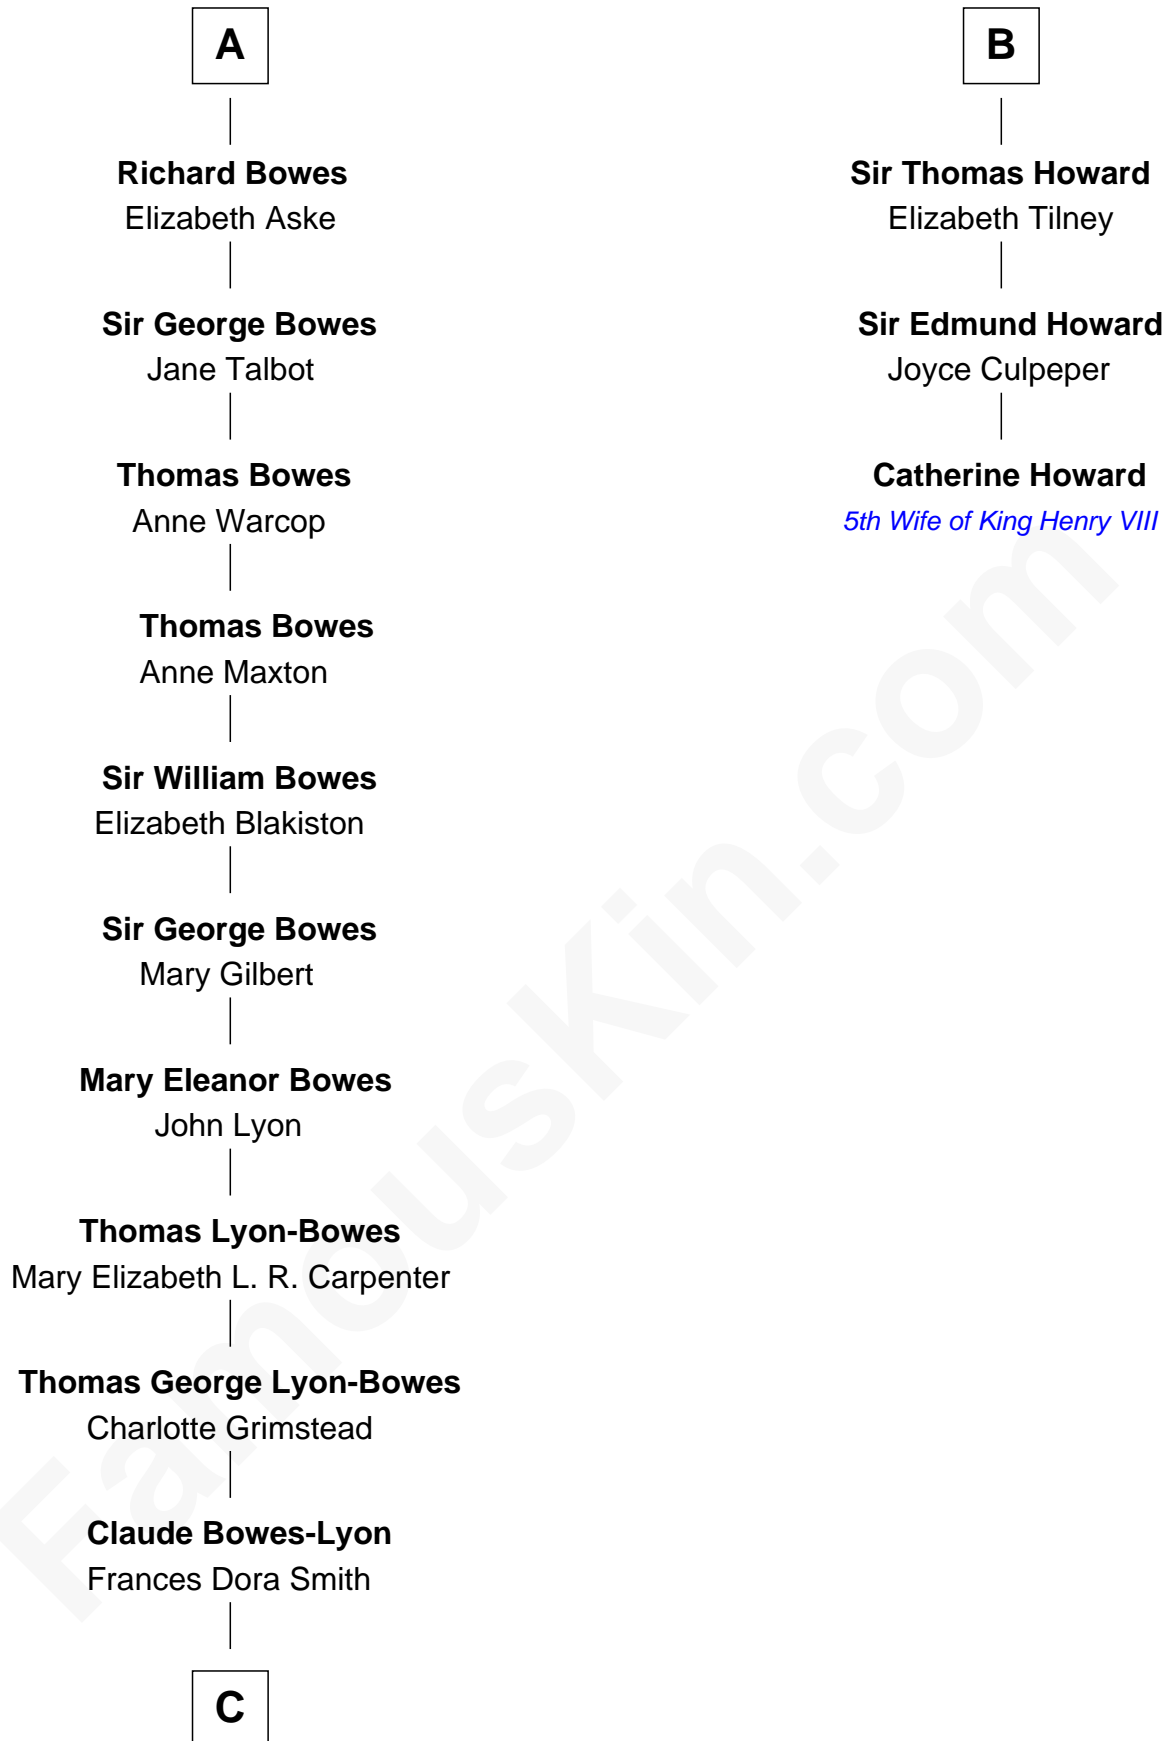 A
Richard Bowes
Elizabeth Aske
Sir George Bowes
Jane Talbot
Thomas Bowes
Anne Warcop
Thomas Bowes
Anne Maxton
Sir William Bowes
Elizabeth Blakiston
Sir George Bowes
Mary Gilbert
Mary Eleanor Bowes
John Lyon
Thomas Lyon-Bowes
Mary Elizabeth L. R. Carpenter
Thomas George Lyon-Bowes
Charlotte Grimstead
Claude Bowes-Lyon
Frances Dora Smith
C
B
Sir Thomas Howard
Elizabeth Tilney
Sir Edmund Howard
Joyce Culpeper
Catherine Howard
5th Wife of King Henry VIII
FamousKin.com